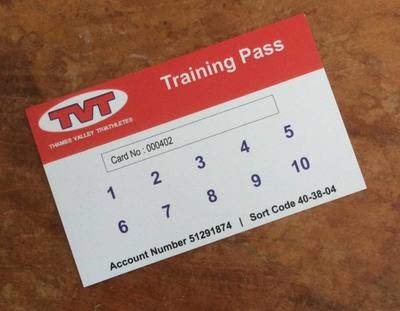 TVT
THAMES VALLEY TRIATHLETES
Training Pass
Card No : 000402
1 2 3 4 5
6 7 8 9 10
Account Number 51291874 | Sort Code 40-38-04